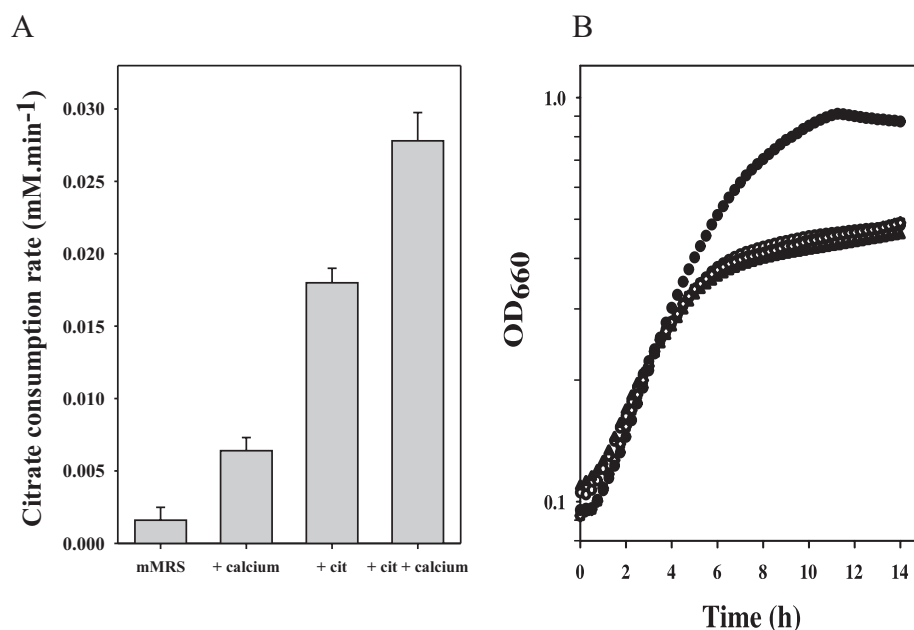 A
Citrate consumption rate (mM.min-1)
0.030
0.025
0.020
0.015
0.010
0.005
0.000
mMRS
+ calcium
+ cit
+ cit + calcium
B
OD660
1.0
0.1
0
2
4
6
8
10
12
14
Time (h)